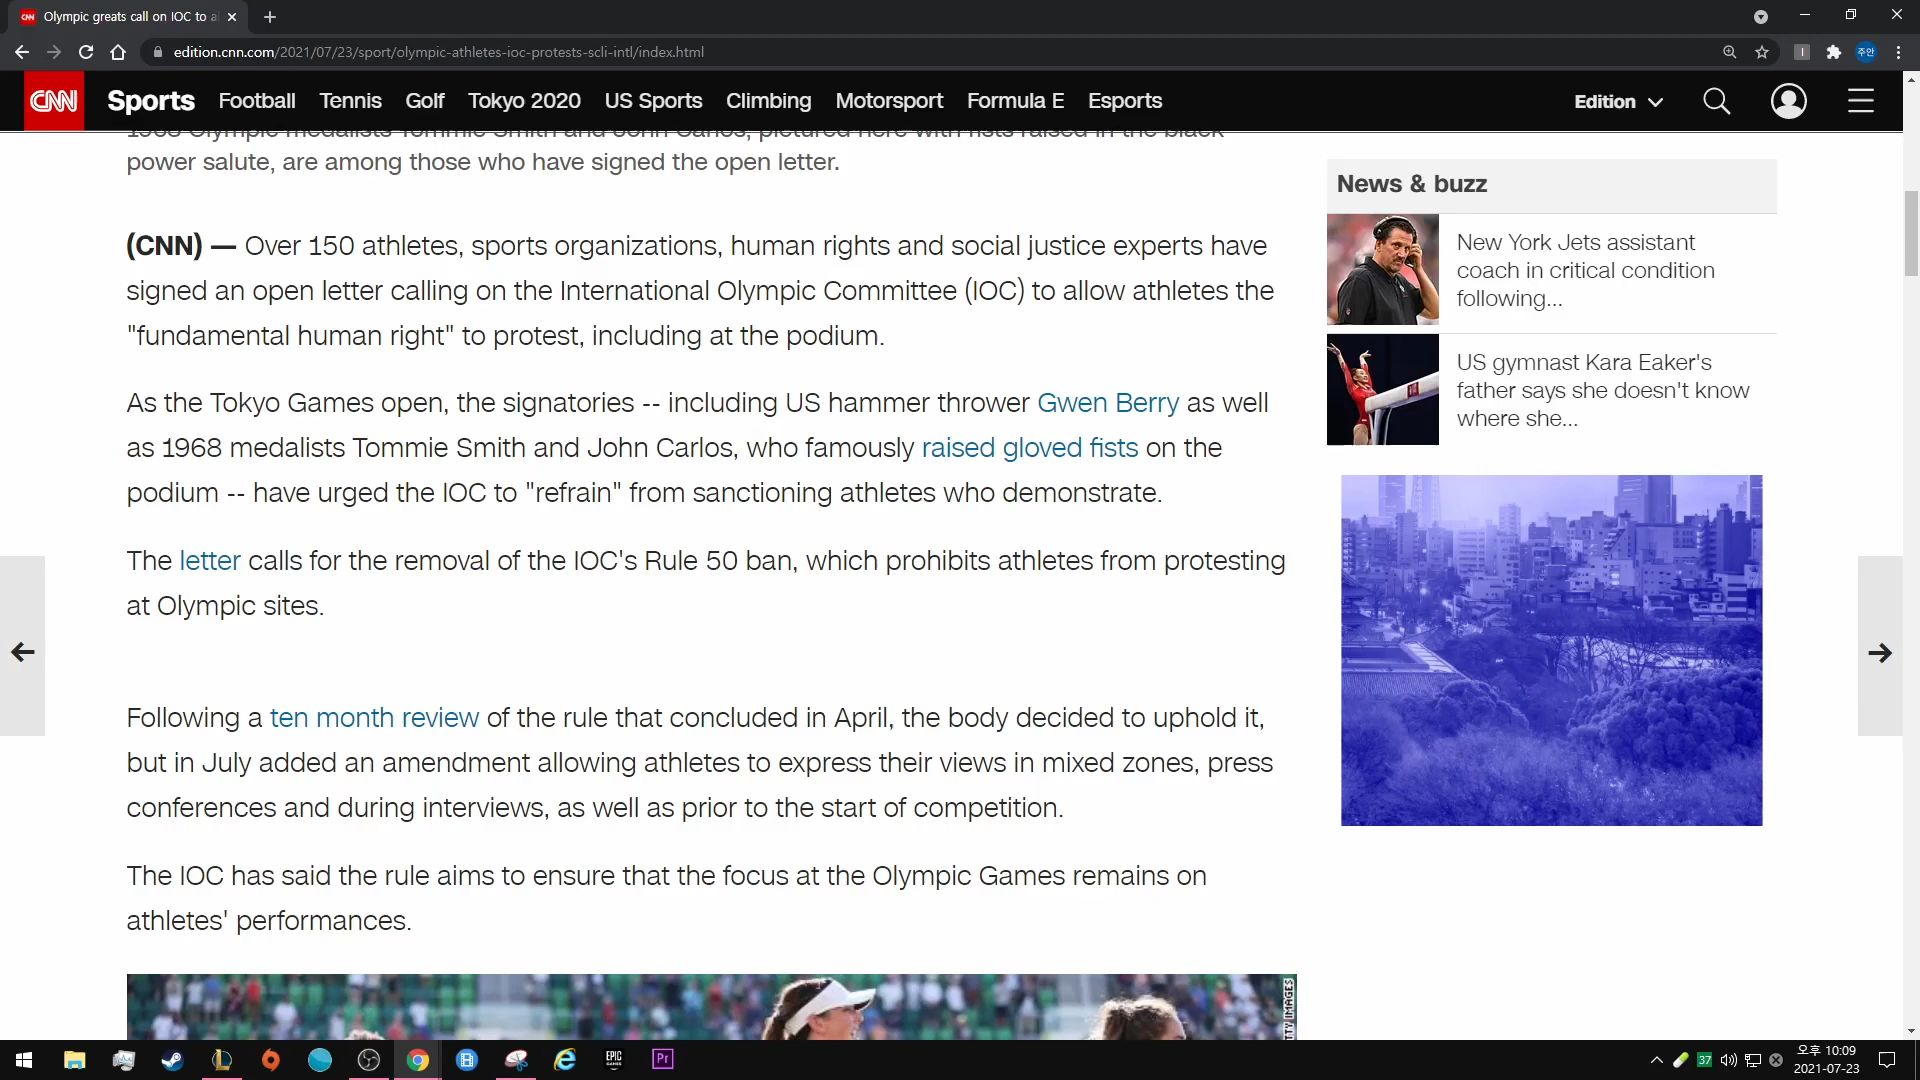 Olympic greats call on IOC to a
edition.cnn.com/2021/07/23/sport/olympic-athletes-ioc-protests-scli-intl/index.html
주안
CNN Sports Football Tennis Golf Tokyo 2020 US Sports Climbing Motorsport Formula E Esports Edition
1968 Olympic medalists Tommie Smith and John Carlos, pictured here with fists raised in the black
power salute, are among those who have signed the open letter.
(CNN) — Over 150 athletes, sports organizations, human rights and social justice experts have
signed an open letter calling on the International Olympic Committee (IOC) to allow athletes the
"fundamental human right" to protest, including at the podium.
As the Tokyo Games open, the signatories -- including US hammer thrower Gwen Berry as well
as 1968 medalists Tommie Smith and John Carlos, who famously raised gloved fists on the
podium -- have urged the IOC to "refrain" from sanctioning athletes who demonstrate.
The letter calls for the removal of the IOC's Rule 50 ban, which prohibits athletes from protesting
at Olympic sites.
Following a ten month review of the rule that concluded in April, the body decided to uphold it,
but in July added an amendment allowing athletes to express their views in mixed zones, press
conferences and during interviews, as well as prior to the start of competition.
The IOC has said the rule aims to ensure that the focus at the Olympic Games remains on
athletes' performances.
TY IMAGES
News & buzz
New York Jets assistant
coach in critical condition
following...
US gymnast Kara Eaker's
father says she doesn't know
where she...
EPIC
GAMES
Pr
37
오후 10:09
2021-07-23